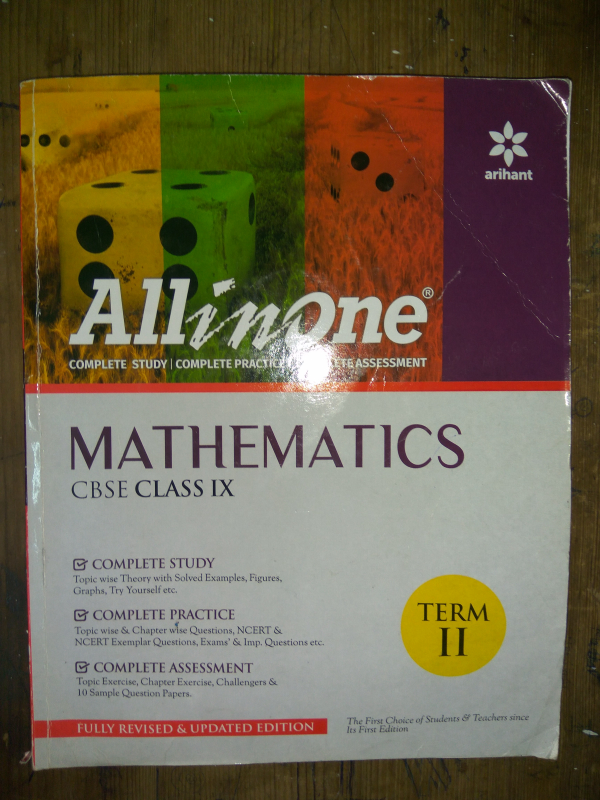 arihant
All in One®
COMPLETE STUDY | COMPLETE PRACTICE ASSESSMENT
MATHEMATICS
CBSE CLASS IX
COMPLETE STUDY
Topic wise Theory with Solved Examples, Figures,
Graphs, Try Yourself etc.
COMPLETE PRACTICE
Topic wise & Chapter wise Questions, NCERT &
NCERT Exemplar Questions, Exams' & Imp. Questions etc.
COMPLETE ASSESSMENT
Topic Exercise, Chapter Exercise, Challengers &
10 Sample Question Papers.
TERM
II
FULLY REVISED & UPDATED EDITION
The First Choice of Students & Teachers since
Its First Edition